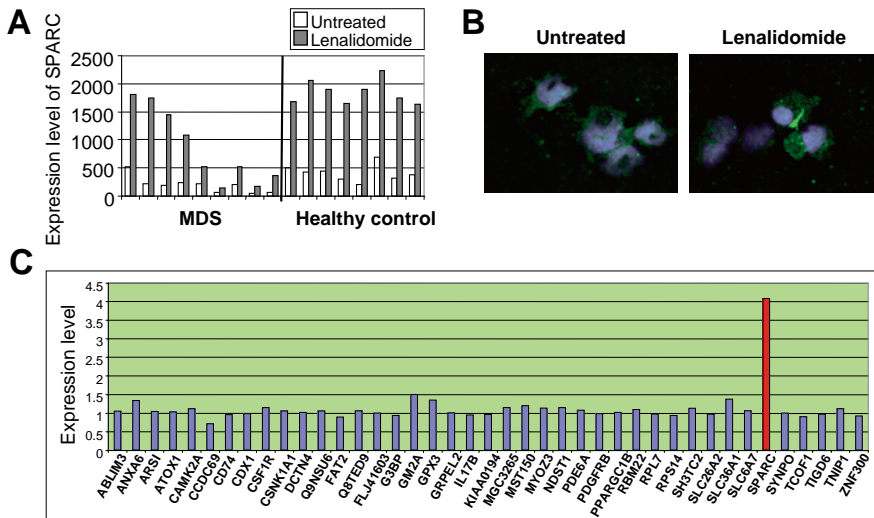 A
Untreated
Lenalidomide
Expression level of SPARC
2500
2000
1500
1000
500
0
MDS
Healthy control
B
Untreated
Lenalidomide
C
Expression level
4.5
4
3.5
3
2.5
2
1.5
1
0.5
0
ABLIM3
ANXA6
ARSI
ATOX1
CAMK2A
CCDC69
CD74
CDX1
CSF1R
CSNK1A1
DCTN4
Q9NSU6
FAT2
Q8TED9
FLJ41603
G3BP
GM2A
GPX3
GRPEL2
IL17B
KIAA0194
MGC3265
MST150
MYOZ3
NDST1
PDE6A
PDGFRB
PPARGC1B
RBM22
RPL7
RPS14
SH3TC2
SLC26A2
SLC36A1
SLC6A7
SPARC
SYNPO
TCOF1
TIGD6
TNIP1
ZNF300